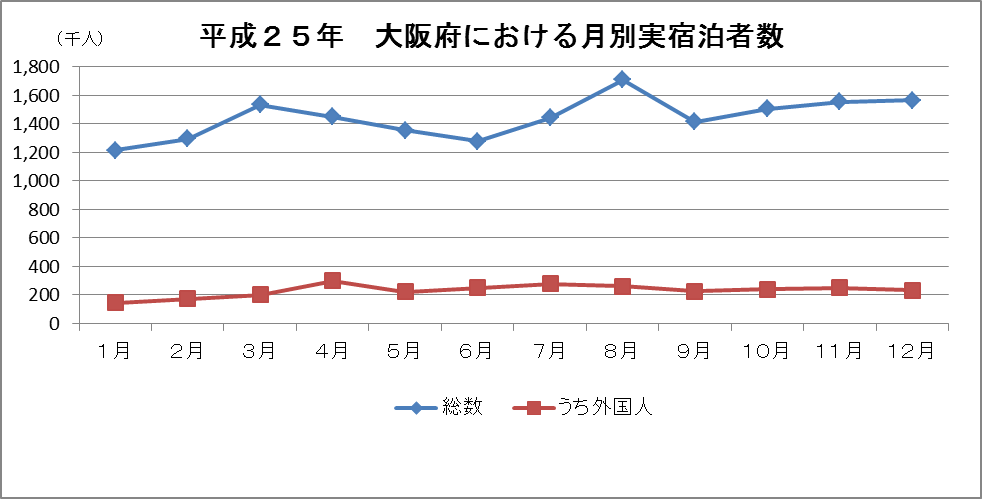 平成２５年　大阪府における月別実宿泊者数
（千人）
1,800
1,600
1,400
1,200
1,000
800
600
400
200
0
１月 ２月 ３月 ４月 ５月 ６月 ７月 ８月 ９月 １０月 １１月 １２月
総数 うち外国人